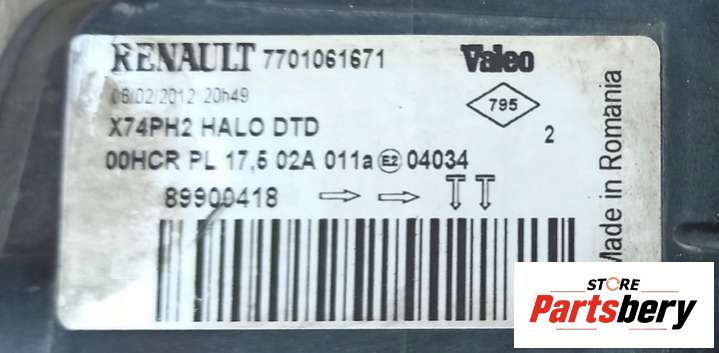 RENAULT 7701061671 Valeo
06/02/2012 20h49
795
X74PH2 HALO DTD
2
00HCR PL 17,5 02A 011a E2 04034
89900418
Made in Romania
STORE
Partsbery